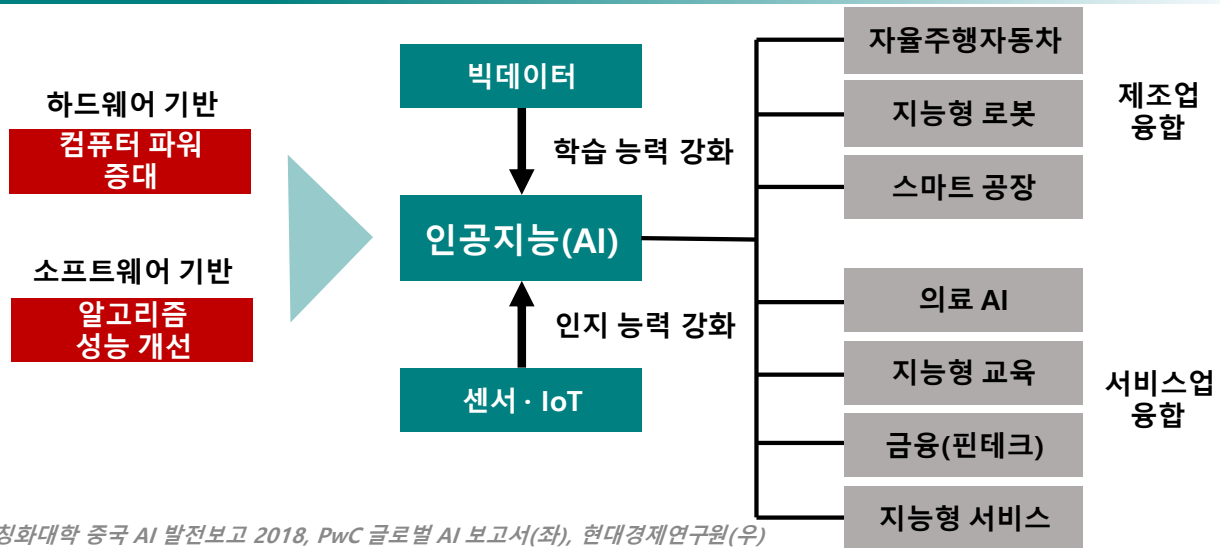 하드웨어 기반
컴퓨터 파워
증대
소프트웨어 기반
알고리즘
성능 개선
빅데이터
학습 능력 강화
인공지능(AI)
인지 능력 강화
센서 · IoT
자율주행자동차
지능형 로봇
스마트 공장
제조업
융합
의료 AI
지능형 교육
금융(핀테크)
지능형 서비스
서비스업
융합
칭화대학 중국 AI 발전보고 2018, PwC 글로벌 AI 보고서(좌), 현대경제연구원(우)